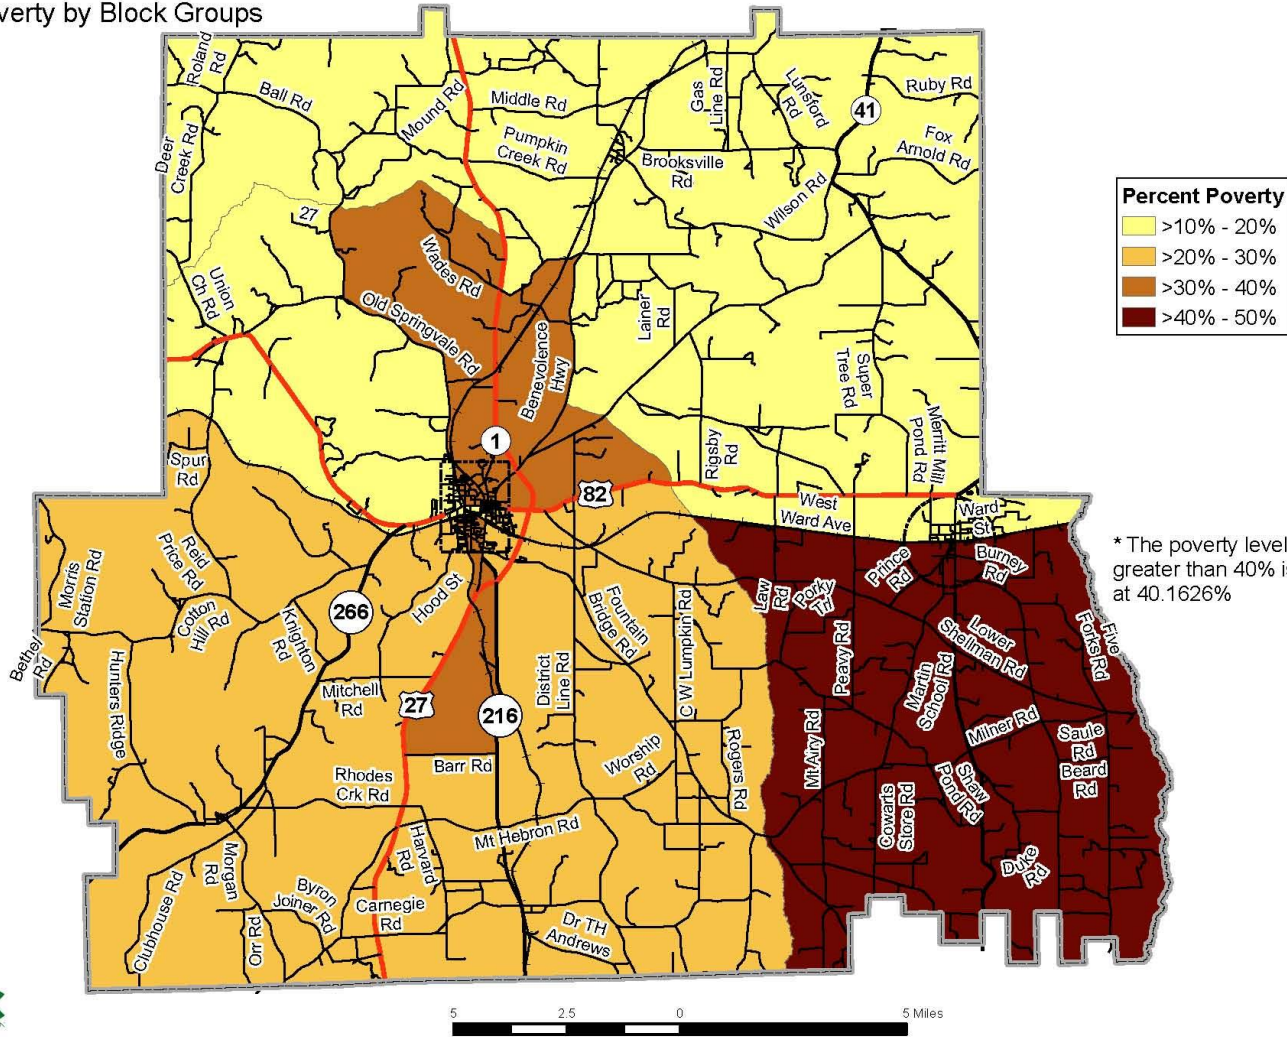 verty by Block Groups
Roland
Rd
Ball Rd
Mound Rd
Middle Rd
Gas
Line Rd
Lunsford
Rd
41
Ruby Rd
Deer
Creek Rd
Pumpkin
Creek Rd
Brooksville
Rd
Fox
Arnold Rd
Wilson Rd
27
Wades Rd
Union
Ch Rd
Old Springvale Rd
Lainer
Rd
Benevolence
Hwy
Super
Tree Rd
Merritt Mill
Pond Rd
1
Rigsby
Rd
Spur
Rd
82
West
Ward Ave
Ward
St
Percent Poverty
>10% - 20%
>20% - 30%
>30% - 40%
>40% - 50%
* The poverty level
greater than 40% i
at 40.1626%
Morris
Station Rd
Reid
Price Rd
Cotton
Hill Rd
Knighton
Rd
266
Hood St
Fountain
Bridge Rd
C W Lumpkin Rd
Law
Rd
Porky
Trl
Prince
Rd
Burney
Rd
Lower
Shellman Rd
Five
Forks Rd
Bethel
Rd
Hunters Ridge
Mitchell
Rd
27
216
District
Line Rd
Peavy Rd
Martin
School Rd
Mt Airy Rd
Milner Rd
Saule
Rd
Beard
Rd
Barr Rd
Worship
Rd
Rogers Rd
Rhodes
Crk Rd
Shaw
Pond Rd
Cowarts
Store Rd
Mt Hebron Rd
Harvard
Rd
Duke
Rd
Morgan
Rd
Clubhouse Rd
Byron
Joiner Rd
Carnegie
Rd
Orr Rd
Dr TH
Andrews
5 2.5 0 5 Miles